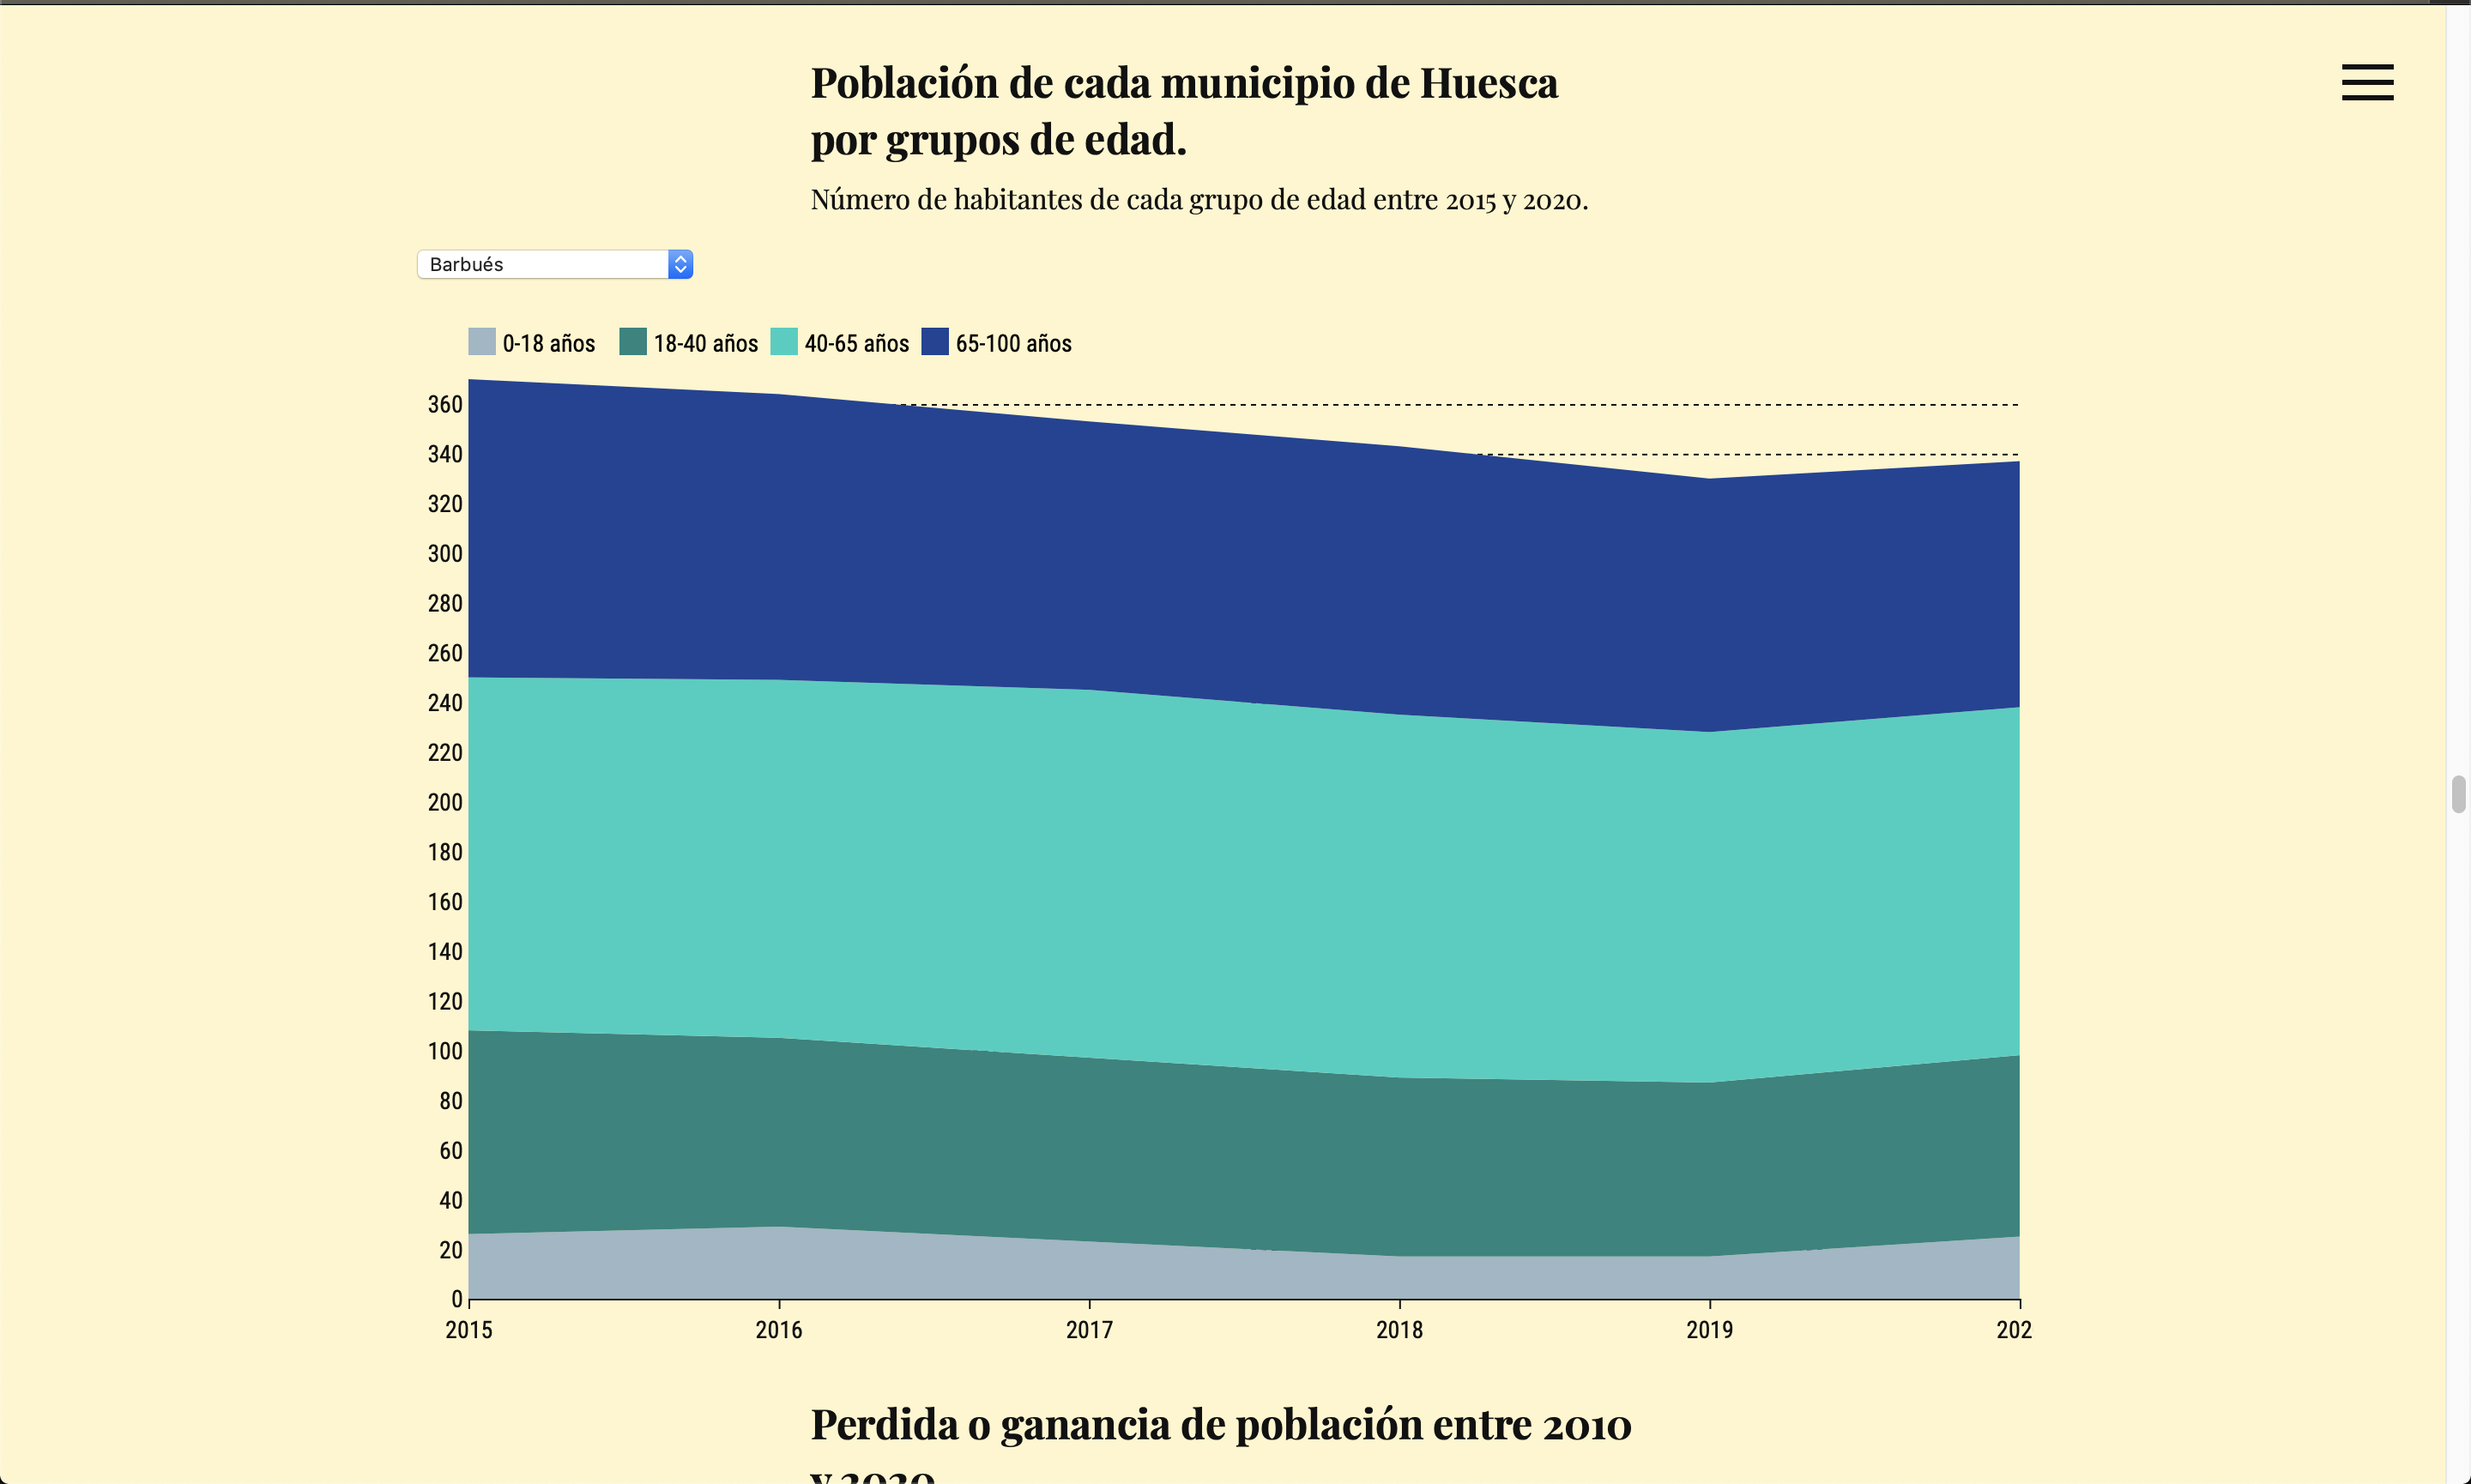 Población de cada municipio de Huesca
por grupos de edad.
Número de habitantes de cada grupo de edad entre 2015 y 2020.
Barbués
0-18 años 18-40 años 40-65 años 65-100 años
360
340
320
300
280
260
240
220
200
180
160
140
120
100
80
60
40
20
0
2015 2016 2017 2018 2019 202
Perdida o ganancia de población entre 2010
y 2020